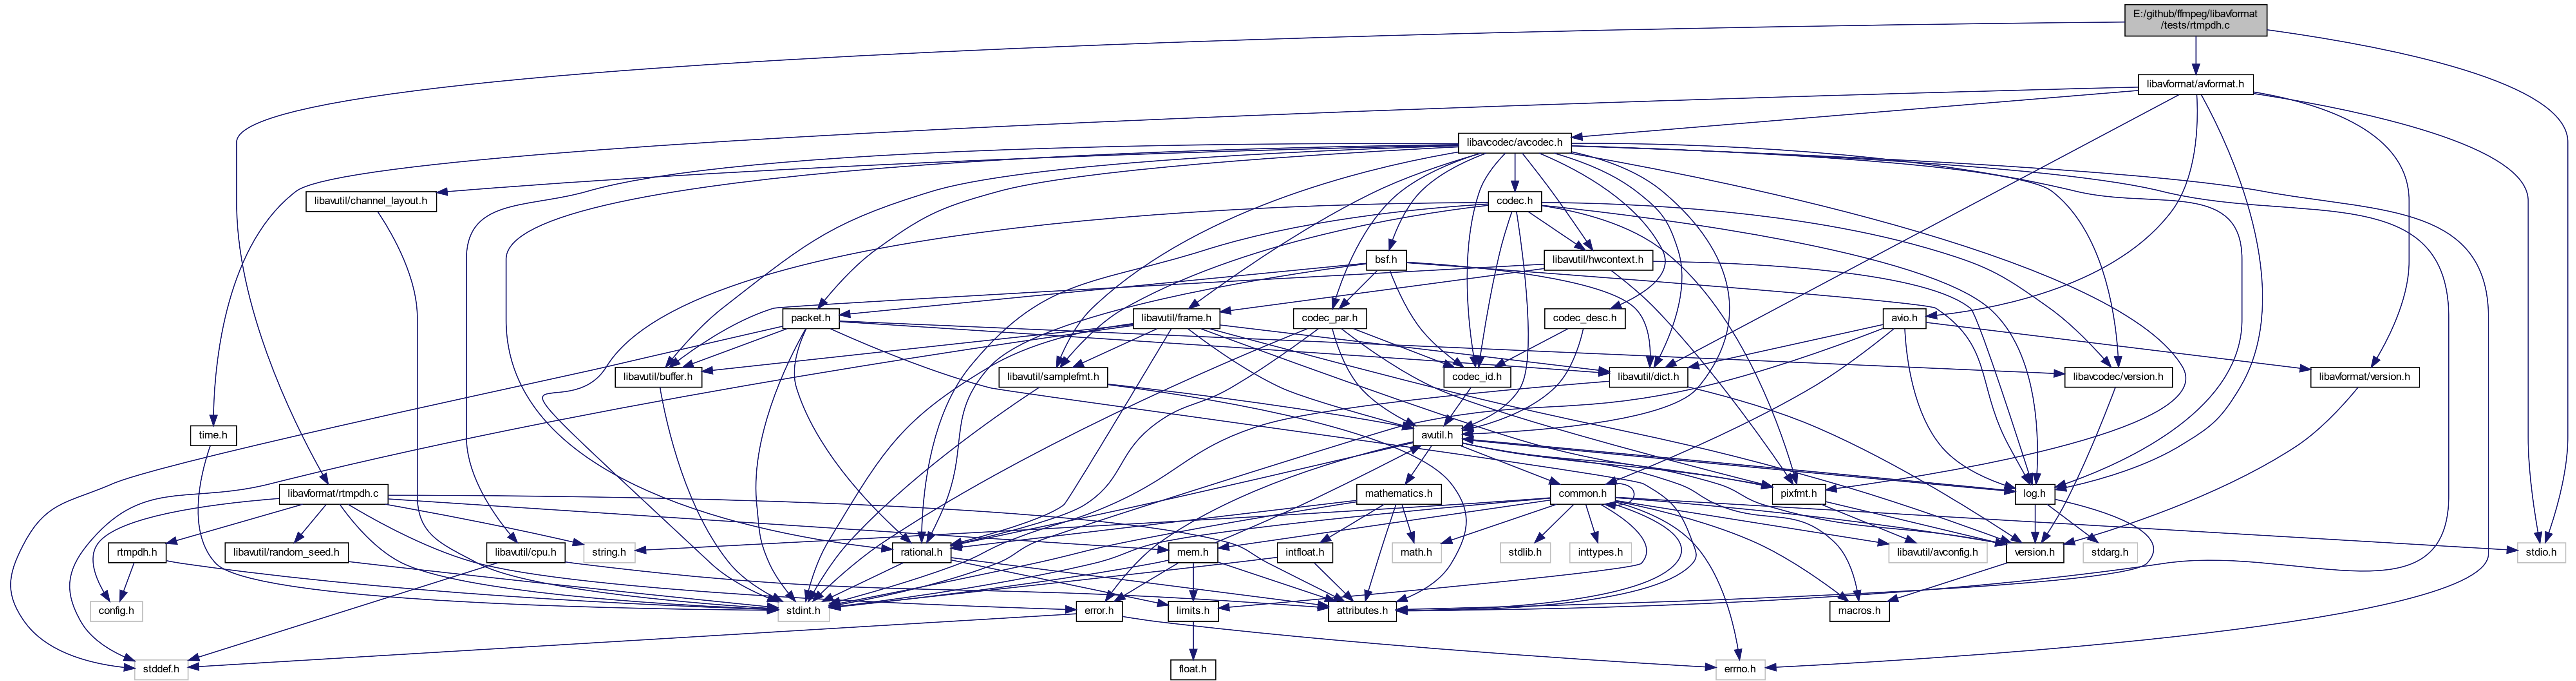 E:/github/ffmpeg/libavformat
/tests/rtmpdh.c
libavformat/avformat.h
libavcodec/avcodec.h
libavutil/channel_layout.h
codec.h
bsf.h
libavutil/hwcontext.h
packet.h
libavutil/frame.h
codec_par.h
codec_desc.h
avio.h
libavutil/buffer.h
libavutil/samplefmt.h
codec_id.h
libavutil/dict.h
libavcodec/version.h
libavformat/version.h
time.h
avutil.h
libavformat/rtmpdh.c
mathematics.h
common.h
pixfmt.h
log.h
rtmpdh.h
libavutil/random_seed.h
libavutil/cpu.h
string.h
rational.h
mem.h
intfloat.h
math.h
stdlib.h
inttypes.h
libavutil/avconfig.h
version.h
stdarg.h
stdio.h
config.h
stdint.h
error.h
limits.h
attributes.h
macros.h
stddef.h
float.h
errno.h